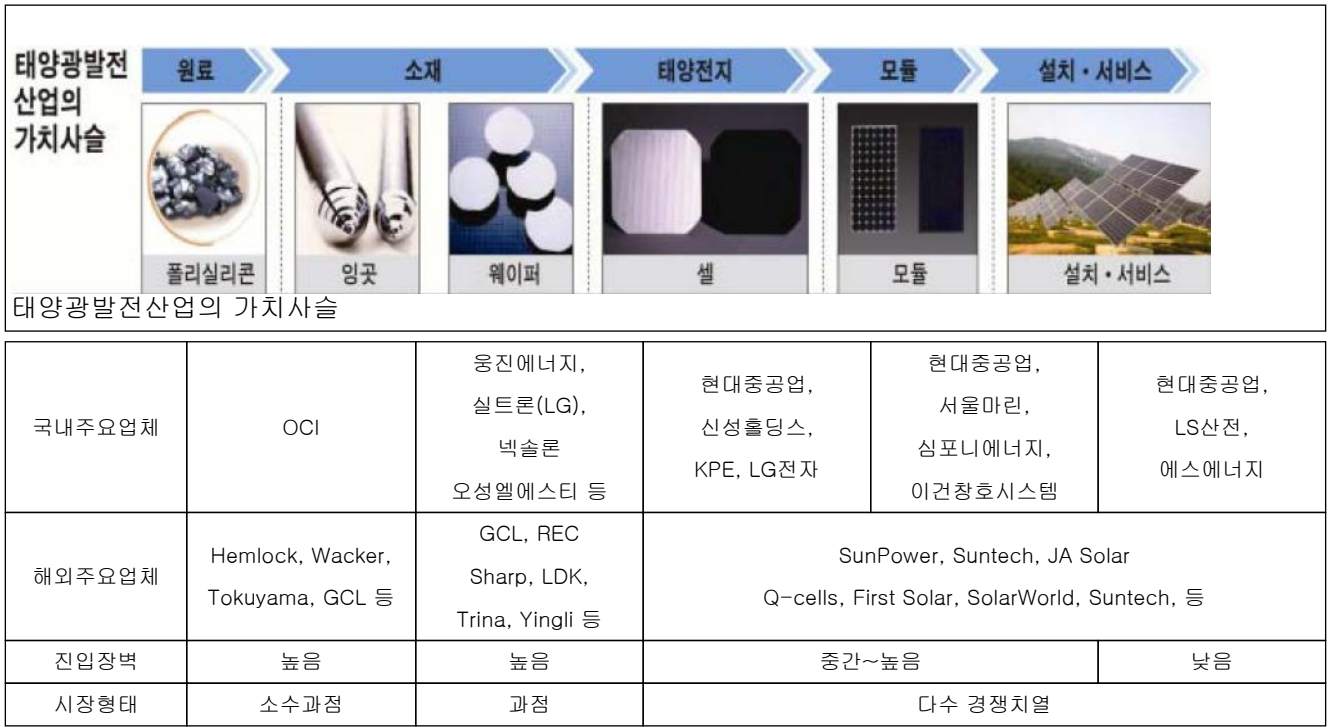 태양광발전
산업의
가치사슬
원료
소재
태양전지
모듈
설치・서비스
폴리실리콘
잉곳
웨이퍼
셀
모듈
설치・서비스
태양광발전산업의 가치사슬
국내주요업체
OCI
웅진에너지,
실트론(LG),
넥솔론
오성엘에스티 등
현대중공업,
신성홀딩스,
KPE, LG전자
현대중공업,
서울마린,
심포니에너지,
이건창호시스템
현대중공업,
LS산전,
에스에너지
해외주요업체
Hemlock, Wacker,
Tokuyama, GCL 등
GCL, REC
Sharp, LDK,
Trina, Yingli 등
SunPower, Suntech, JA Solar
Q-cells, First Solar, SolarWorld, Suntech, 등
진입장벽
높음
높음
중간~높음
낮음
시장형태
소수과점
과점
다수 경쟁치열